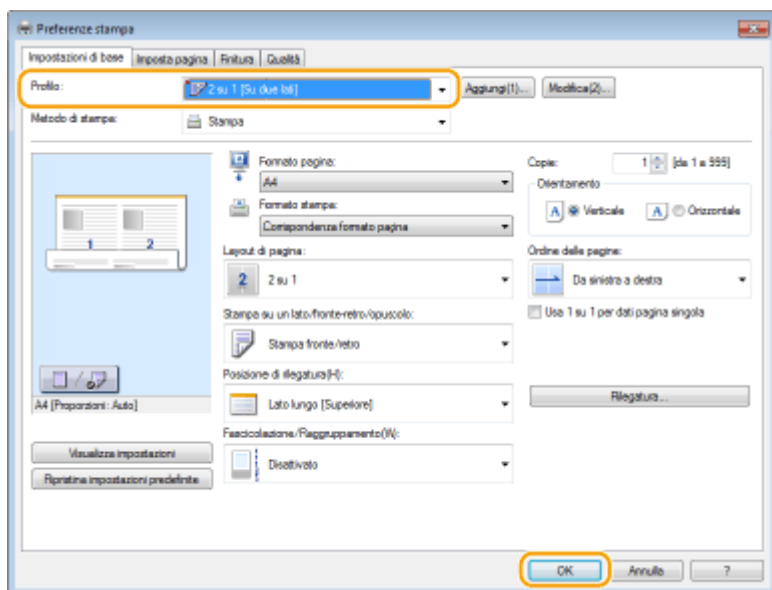 Preferenze stampa
Impostazioni di base Imposta pagina Finitura Qualità
Profilo: 2 su 1 [Su due lati] Aggiungi(1)... Modifica(2)...
Metodo di stampa: Stampa
Formato pagina:
A4
Formato stampa:
Corrispondenza formato pagina
Layout di pagina:
2 2 su 1
Stampa su un lato/fronte-retro/opuscolo:
Stampa fronte/retro
Posizione di rilegatura(H):
Lato lungo [Superiore]
Fascicolazione/Raggruppamento(W):
Disattivato
Copie: 1 [da 1 a 999]
Orientamento
A Verticale A Orizzontale
Ordine delle pagine:
Da sinistra a destra
Usa 1 su 1 per dati pagina singola
Rilegatura...
1 2
A4 [Proporzioni: Auto]
Visualizza impostazioni
Ripristina impostazioni predefinite
OK Annulla ?